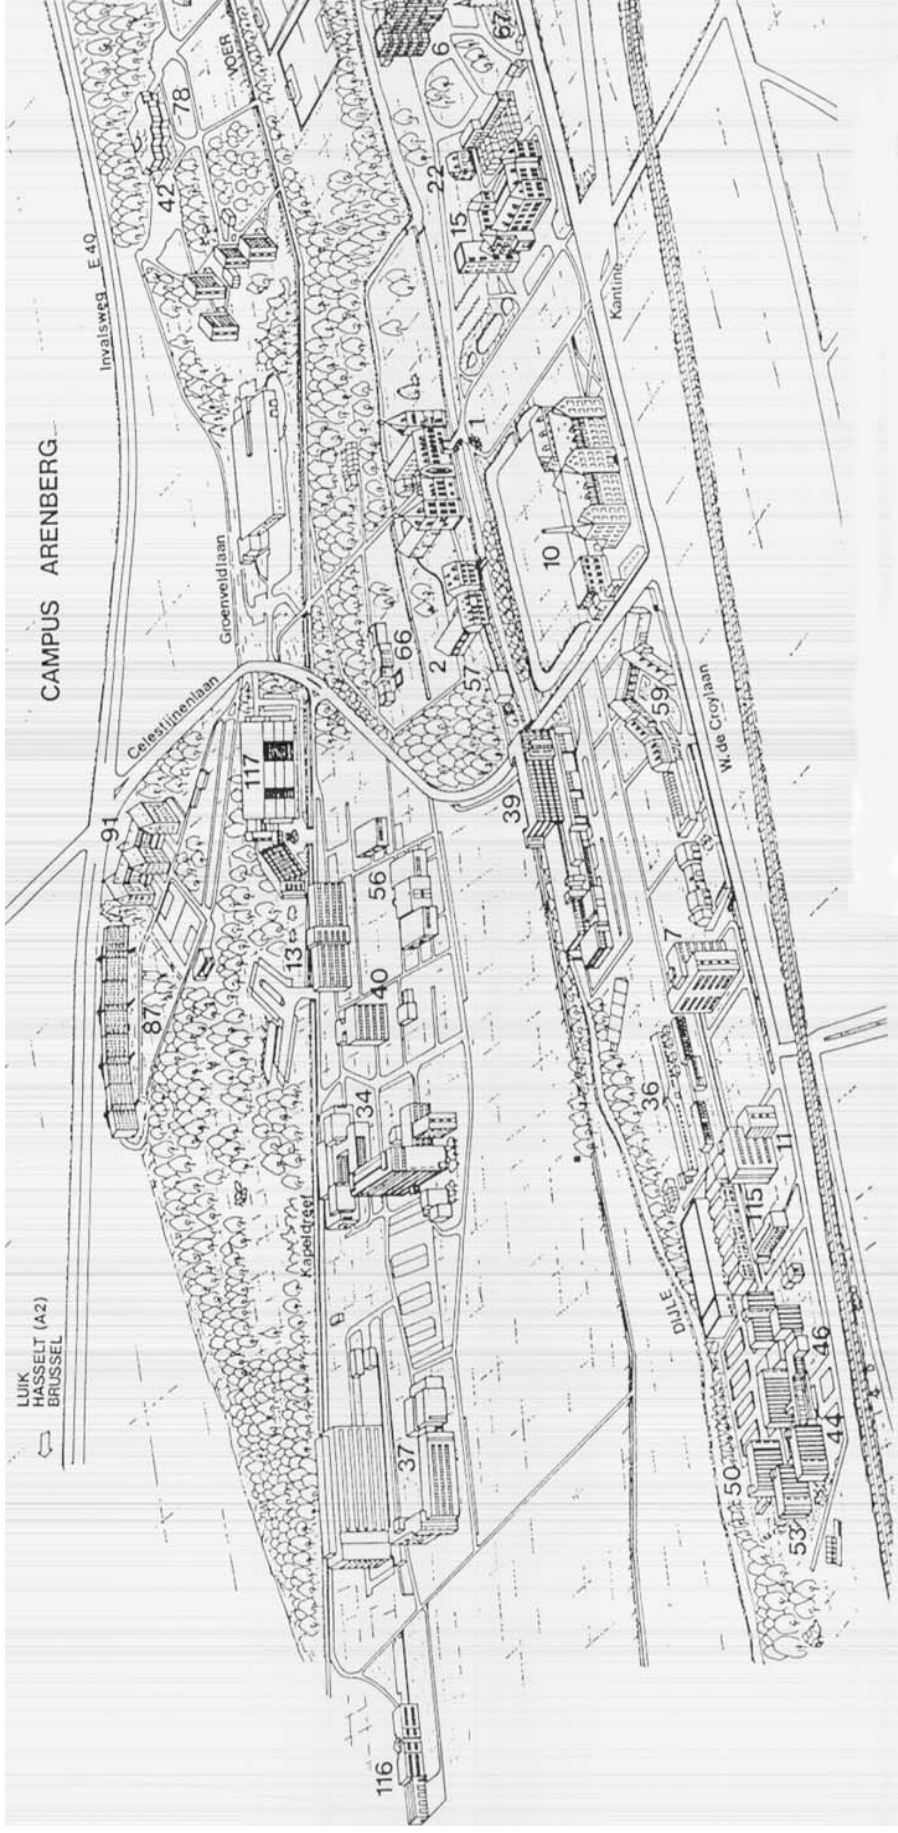 CAMPUS ARENBERG
LUIK
HASSELT (A2)
BRUSSEL
Invalsweg E 40
Celestijnenlaan
Groenveldlaan
VOER
Kapeldreef
DIJLE
W. de Croylaan
Kantine
116
37
34
40
13
56
87
91
117
66
2
57
39
42
78
6
67
22
15
1
10
59
7
36
11
115
50
53
44
46